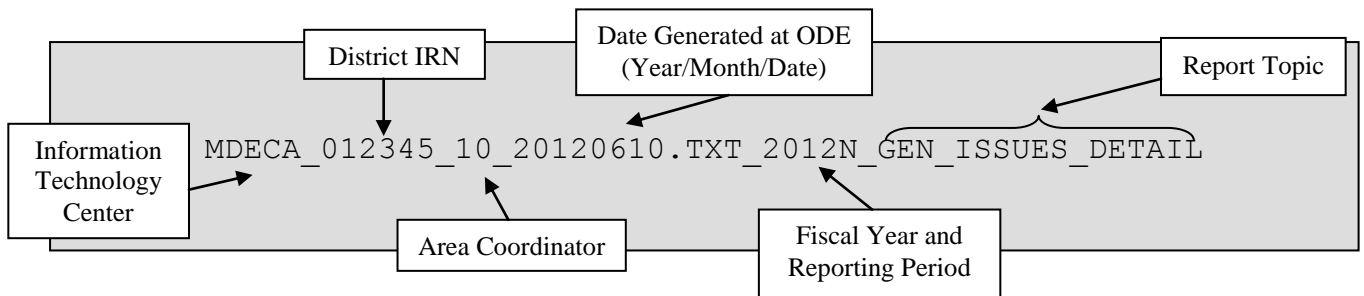 District IRN
Date Generated at ODE
(Year/Month/Date)
Report Topic
Information
Technology
Center
MDECA_012345_10_20120610.TXT_2012N_GEN_ISSUES_DETAIL
Area Coordinator
Fiscal Year and
Reporting Period